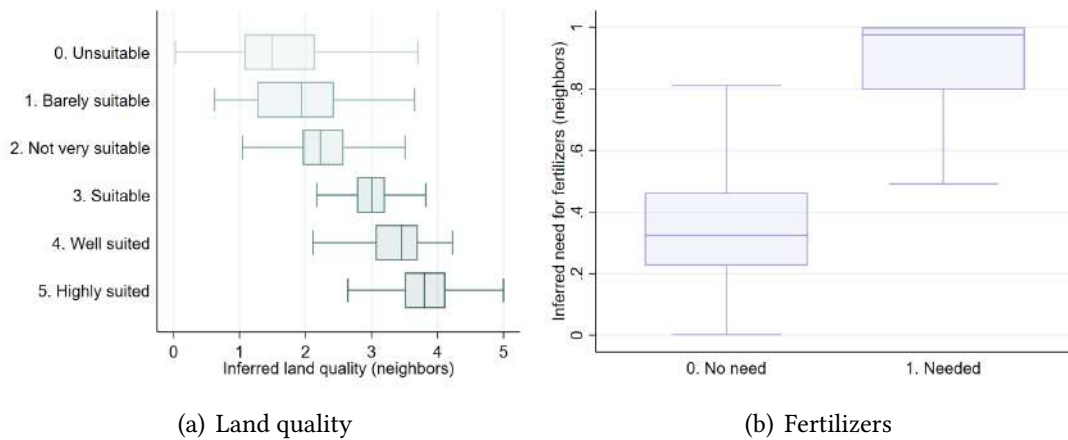 0. Unsuitable
1. Barely suitable
2. Not very suitable
3. Suitable
4. Well suited
5. Highly suited
0 1 2 3 4 5
Inferred land quality (neighbors)
(a) Land quality
Inferred need for fertilizers (neighbors)
1
.8
.6
.4
.2
0
0. No need 1. Needed
(b) Fertilizers